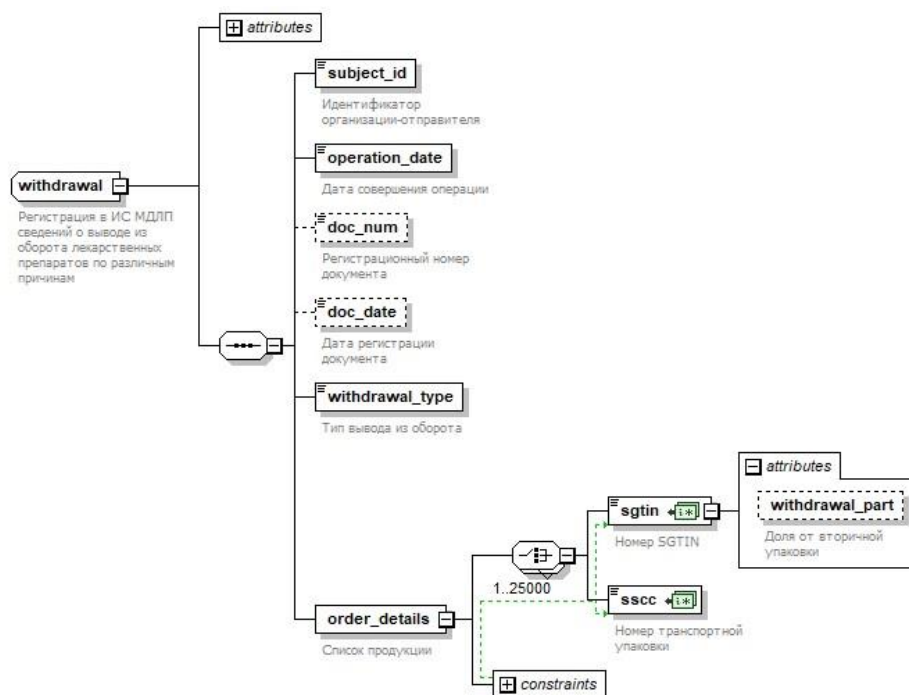 attributes
subject_id
Идентификатор
организации-отправителя
operation_date
Дата совершения операции
withdrawal
Регистрация в ИС МДЛП
сведений о выводе из
оборота лекарственных
препаратов по различным
причинам
doc_num
Регистрационный номер
документа
doc_date
Дата регистрации
документа
withdrawal_type
Тип вывода из оборота
attributes
withdrawal_part
Доля от вторичной
упаковки
sgtin
Номер SGTIN
1..25000
sscc
Номер транспортной
упаковки
order_details
Список продукции
constraints